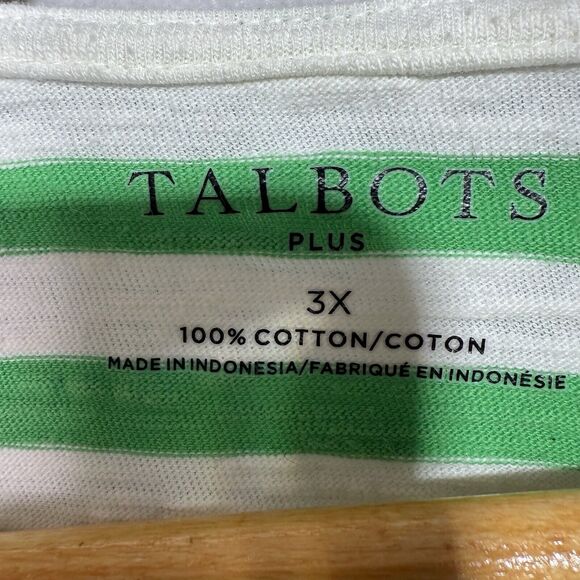 TALBOTS
PLUS
3X
100% COTTON/COTON
MADE IN INDONESIA/FABRIQUÉ EN INDONÉSIE